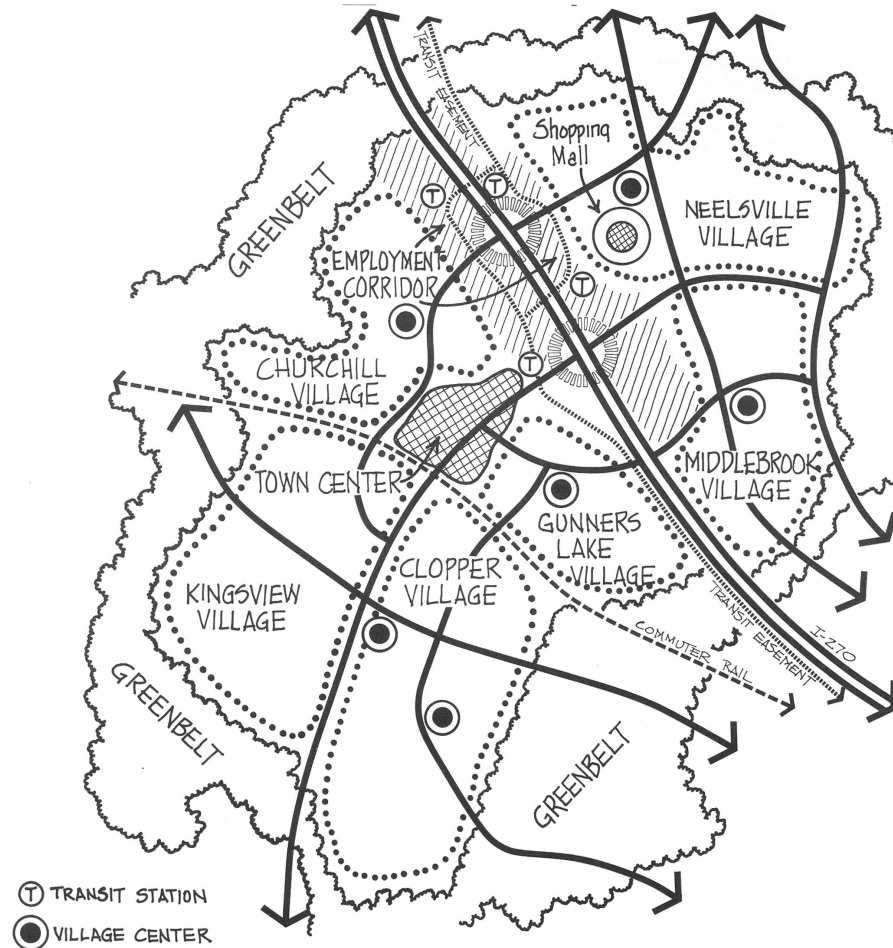 TRANSIT EASEMENT
Shopping
Mall
GREENBELT
NEELSVILLE
VILLAGE
EMPLOYMENT
CORRIDOR
CHURCHILL
VILLAGE
TOWN CENTER
MIDDLEBROOK
VILLAGE
GUNNERS
LAKE
VILLAGE
CLOPPER
VILLAGE
KINGSVIEW
VILLAGE
TRANSIT EASEMENT
I-270
COMMUTER RAIL
GREENBELT
GREENBELT
T
T
T
T
T TRANSIT STATION
VILLAGE CENTER